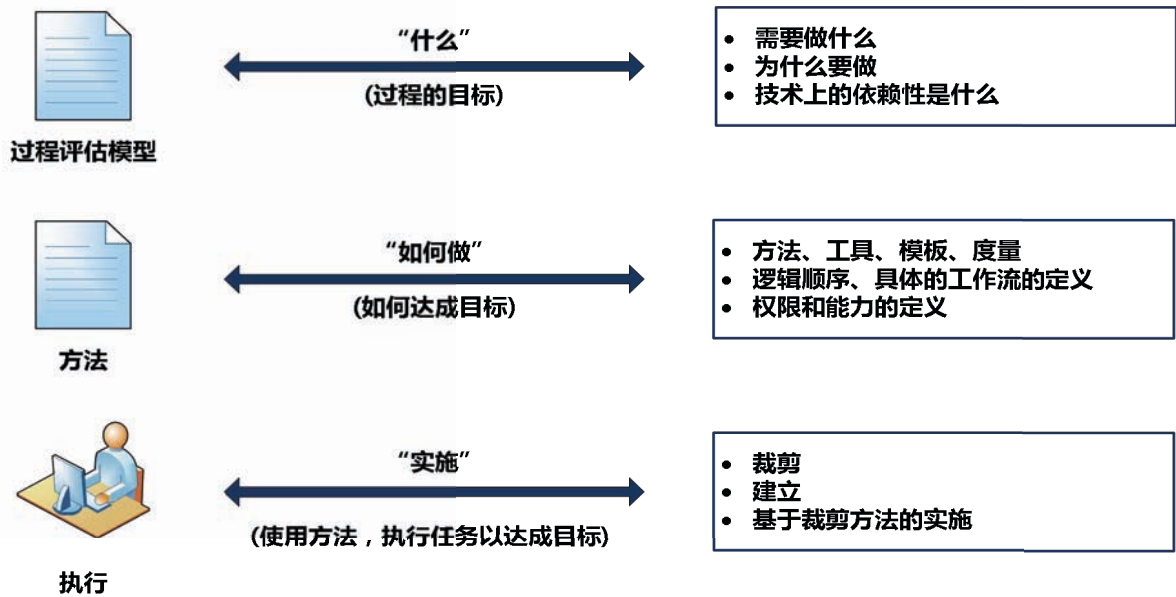 “什么”
(过程的目标)
• 需要做什么
• 为什么要做
• 技术上的依赖性是什么
过程评估模型
“如何做”
(如何达成目标)
• 方法、工具、模板、度量
• 逻辑顺序、具体的工作流的定义
• 权限和能力的定义
方法
“实施”
(使用方法，执行任务以达成目标)
• 裁剪
• 建立
• 基于裁剪方法的实施
执行